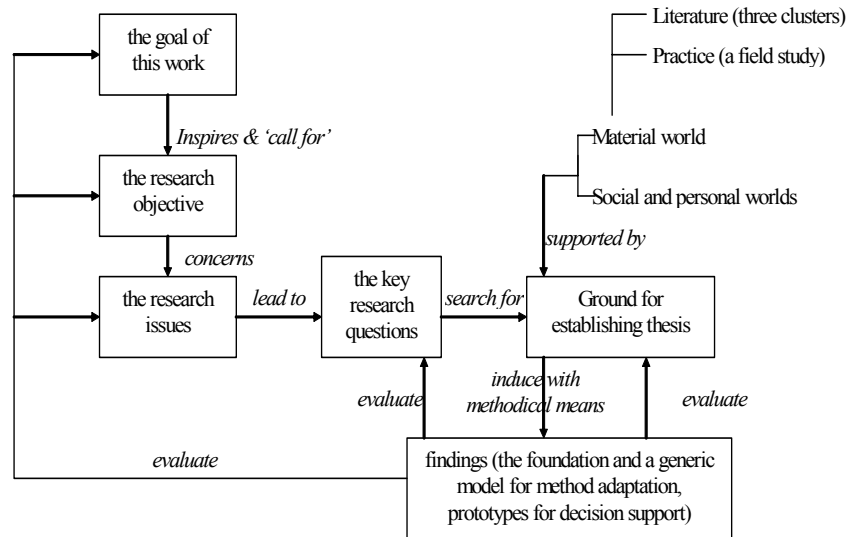 the goal of
this work
Literature (three clusters)
Practice (a field study)
Inspires & ‘call for’
Material world
the research
objective
Social and personal worlds
supported by
concerns
the research
issues
lead to
the key
research
questions
search for
Ground for
establishing thesis
evaluate
induce with
methodical means
evaluate
evaluate
findings (the foundation and a generic
model for method adaptation,
prototypes for decision support)